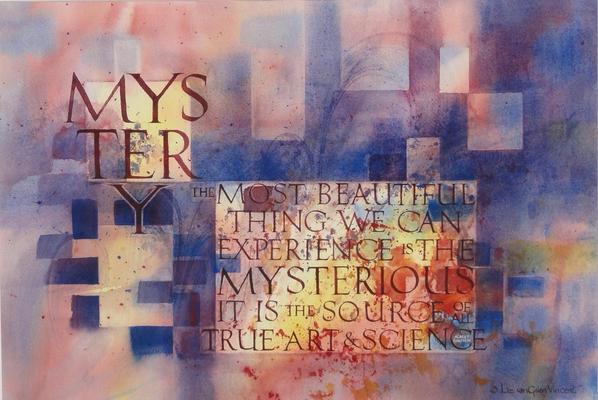 MYS
TER
Y
THE MOST BEAUTIFUL
THING WE CAN
EXPERIENCE IS THE
MYSTERIOUS
IT IS THE SOURCE OF ALL
TRUE ART & SCIENCE